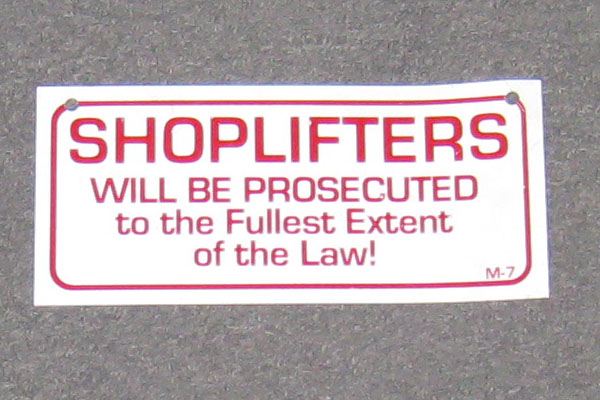 SHOPLIFTERS
WILL BE PROSECUTED
to the Fullest Extent
of the Law!
M-7